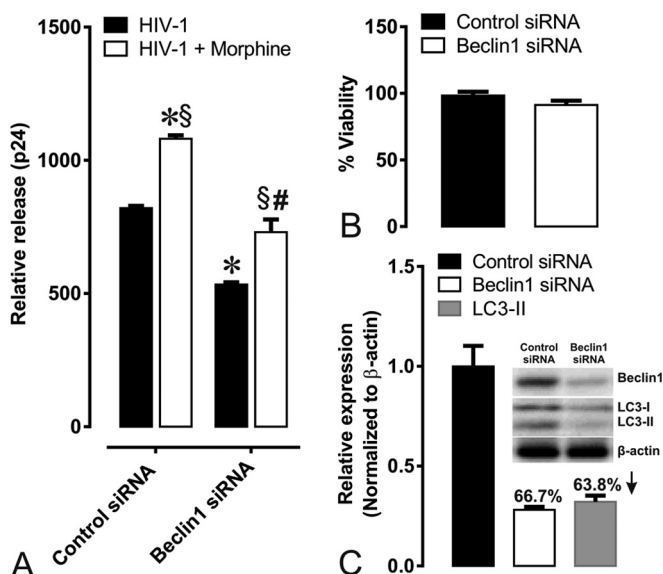 HIV-1
HIV-1 + Morphine
Relative release (p24)
1500
1000
500
0
*§
*
§#
Control siRNA
Beclin1 siRNA
A
Control siRNA
Beclin1 siRNA
% Viability
150
100
50
0
B
Control siRNA
Beclin1 siRNA
LC3-II
Relative expression
(Normalized to β-actin)
1.5
1.0
0.5
0.0
Control siRNA
Beclin1 siRNA
Beclin1
LC3-I
LC3-II
β-actin
66.7%
63.8%
C